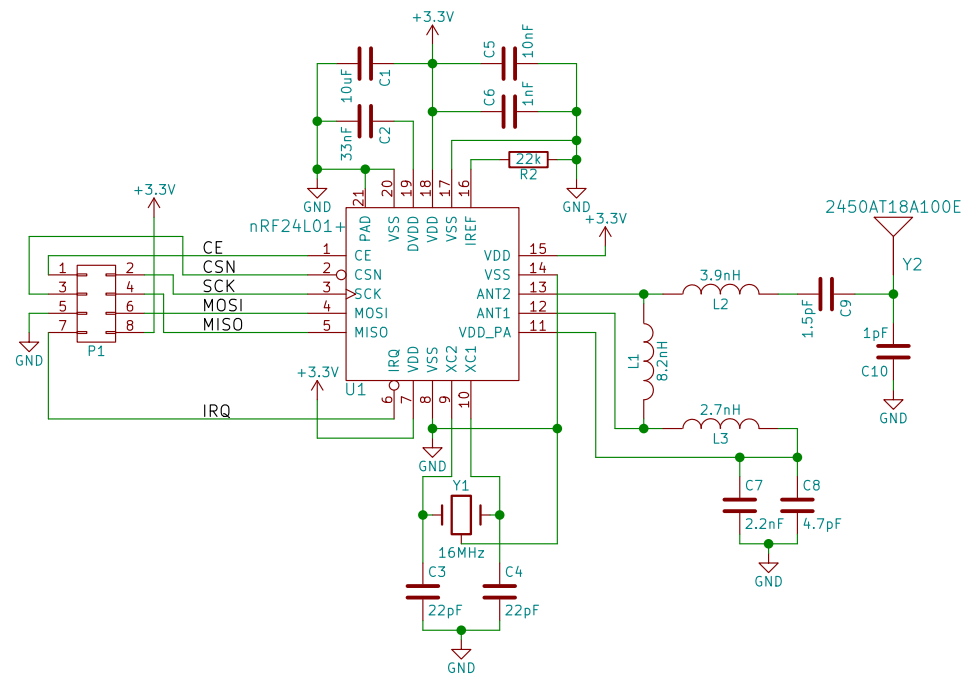 +3.3V
10uF
C1
C5
10nF
33nF
C2
C6
1nF
22k
R2
GND
GND
21
20
19
18
17
16
+3.3V
+3.3V
2450AT18A100E
Y2
nRF24L01+
PAD
VSS
DVDD
VDD
VSS
IREF
CE
1
CE
VDD
15
CSN
2
CSN
VSS
14
SCK
3
SCK
ANT2
13
MOSI
4
MOSI
ANT1
12
MISO
5
MISO
VDD_PA
11
1
2
3
4
5
6
7
8
P1
GND
3.9nH
L2
1.5pF
C9
1pF
C10
GND
L1
8.2nH
IRQ
VDD
VSS
XC2
XC1
U1
+3.3V
6
7
8
9
10
IRQ
GND
2.7nH
L3
C7
2.2nF
C8
4.7pF
GND
Y1
16MHz
C3
22pF
C4
22pF
GND